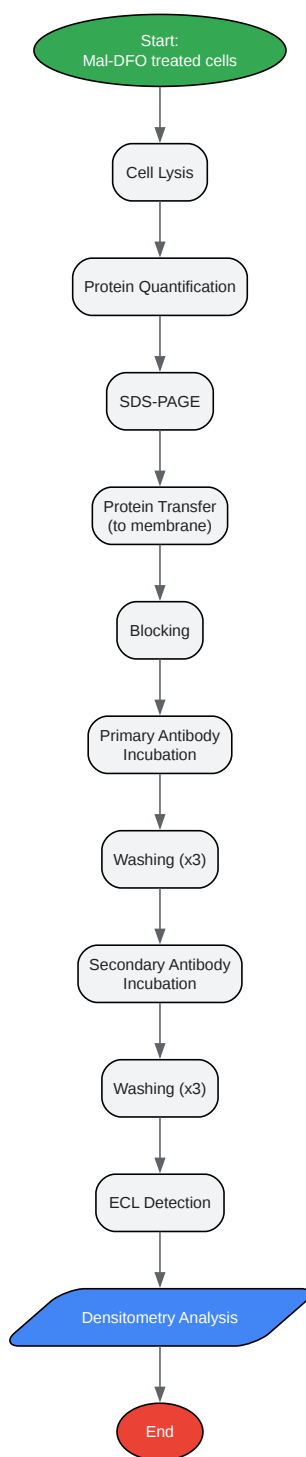 Start:
Mal-DFO treated cells
Cell Lysis
Protein Quantification
SDS-PAGE
Protein Transfer
(to membrane)
Blocking
Primary Antibody
Incubation
Washing (x3)
Secondary Antibody
Incubation
Washing (x3)
ECL Detection
Densitometry Analysis
End